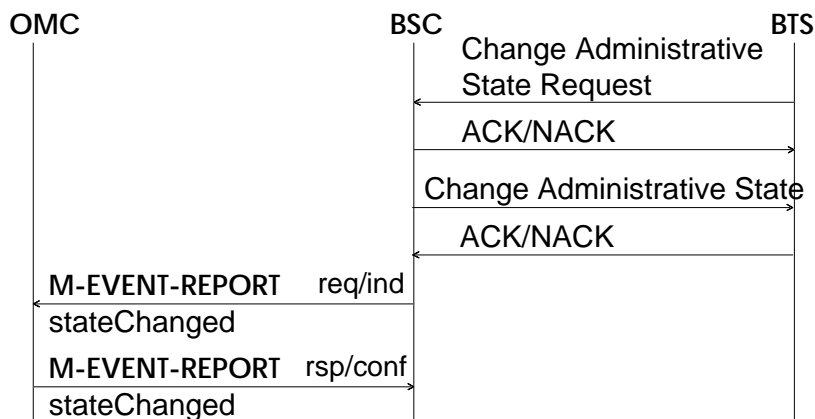 OMC BSC BTS
Change Administrative
State Request
ACK/NACK
Change Administrative State
ACK/NACK
M-EVENT-REPORT req/ind
stateChanged
M-EVENT-REPORT rsp/conf
stateChanged